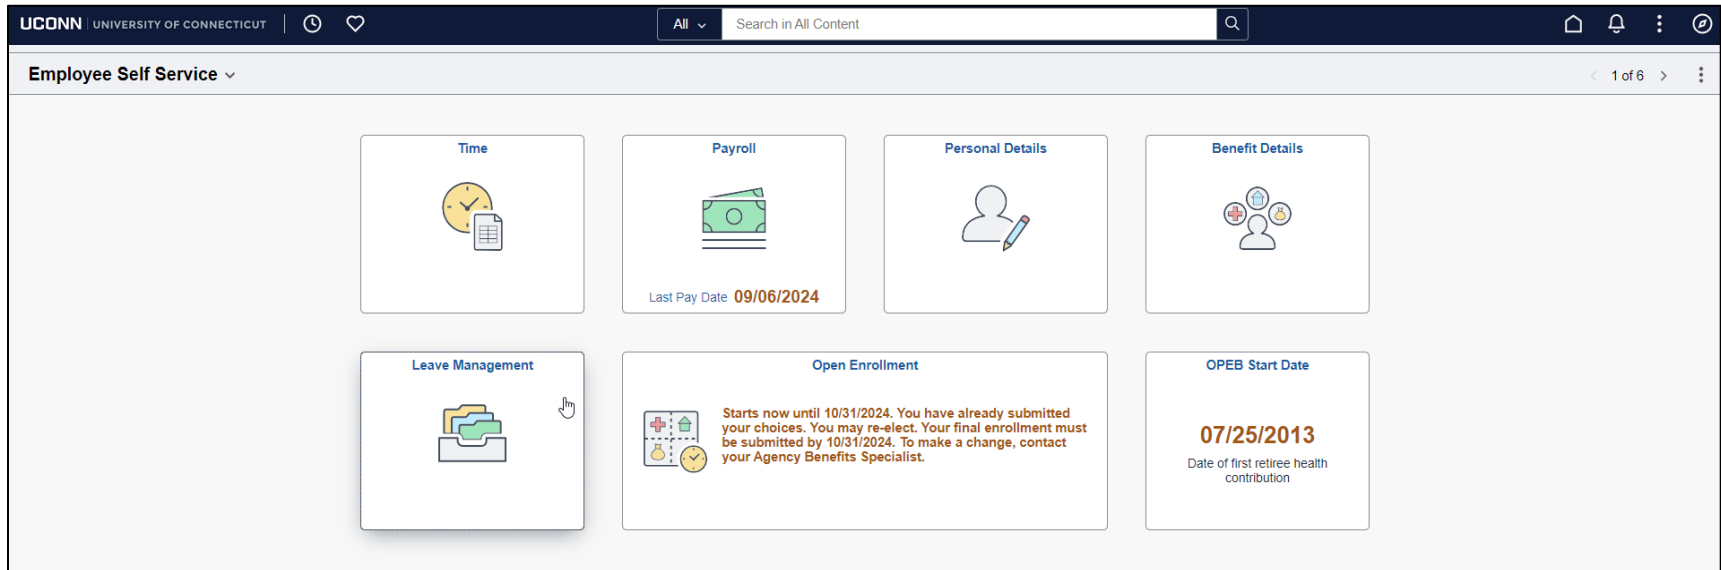 UCONN | UNIVERSITY OF CONNECTICUT
All
Search in All Content
Employee Self Service
1 of 6
Time
Payroll
Last Pay Date 09/06/2024
Personal Details
Benefit Details
Leave Management
Open Enrollment
Starts now until 10/31/2024. You have already submitted
your choices. You may re-elect. Your final enrollment must
be submitted by 10/31/2024. To make a change, contact
your Agency Benefits Specialist.
OPEB Start Date
07/25/2013
Date of first retiree health
contribution